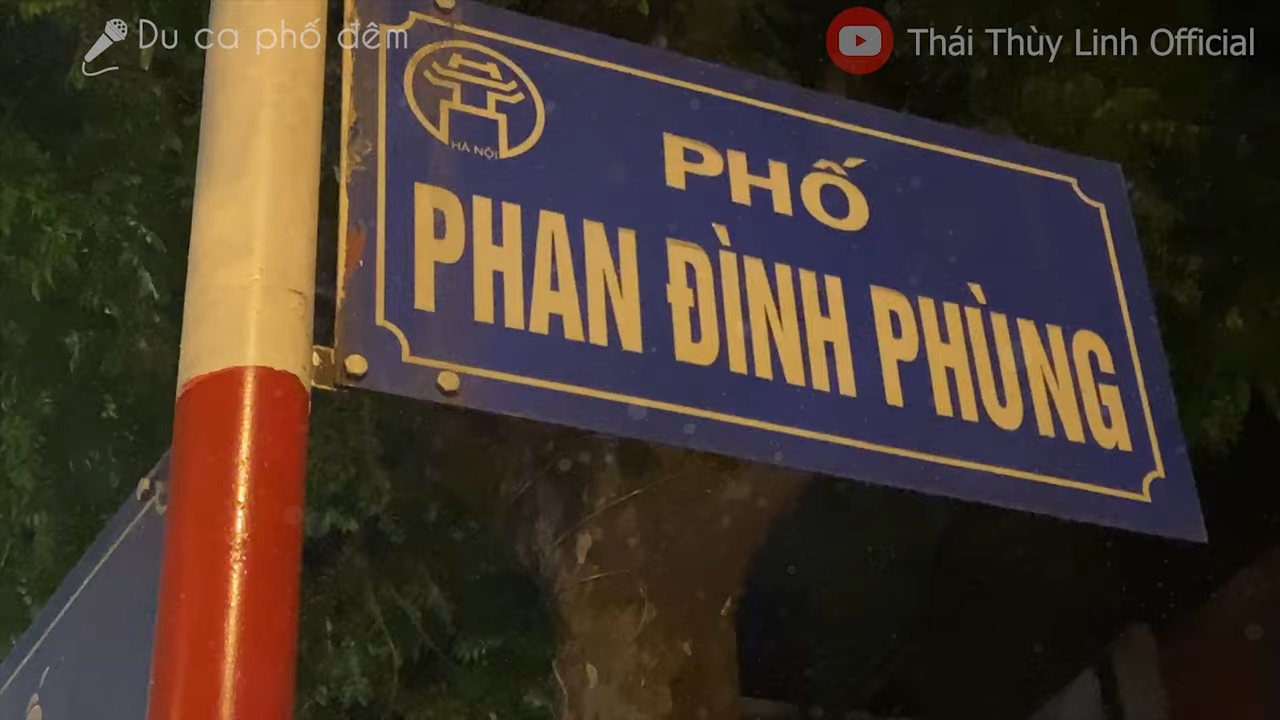 Du ca phố đêm
Thái Thùy Linh Official
HÀ NỘI
PHỐ
PHAN ĐÌNH PHÙNG